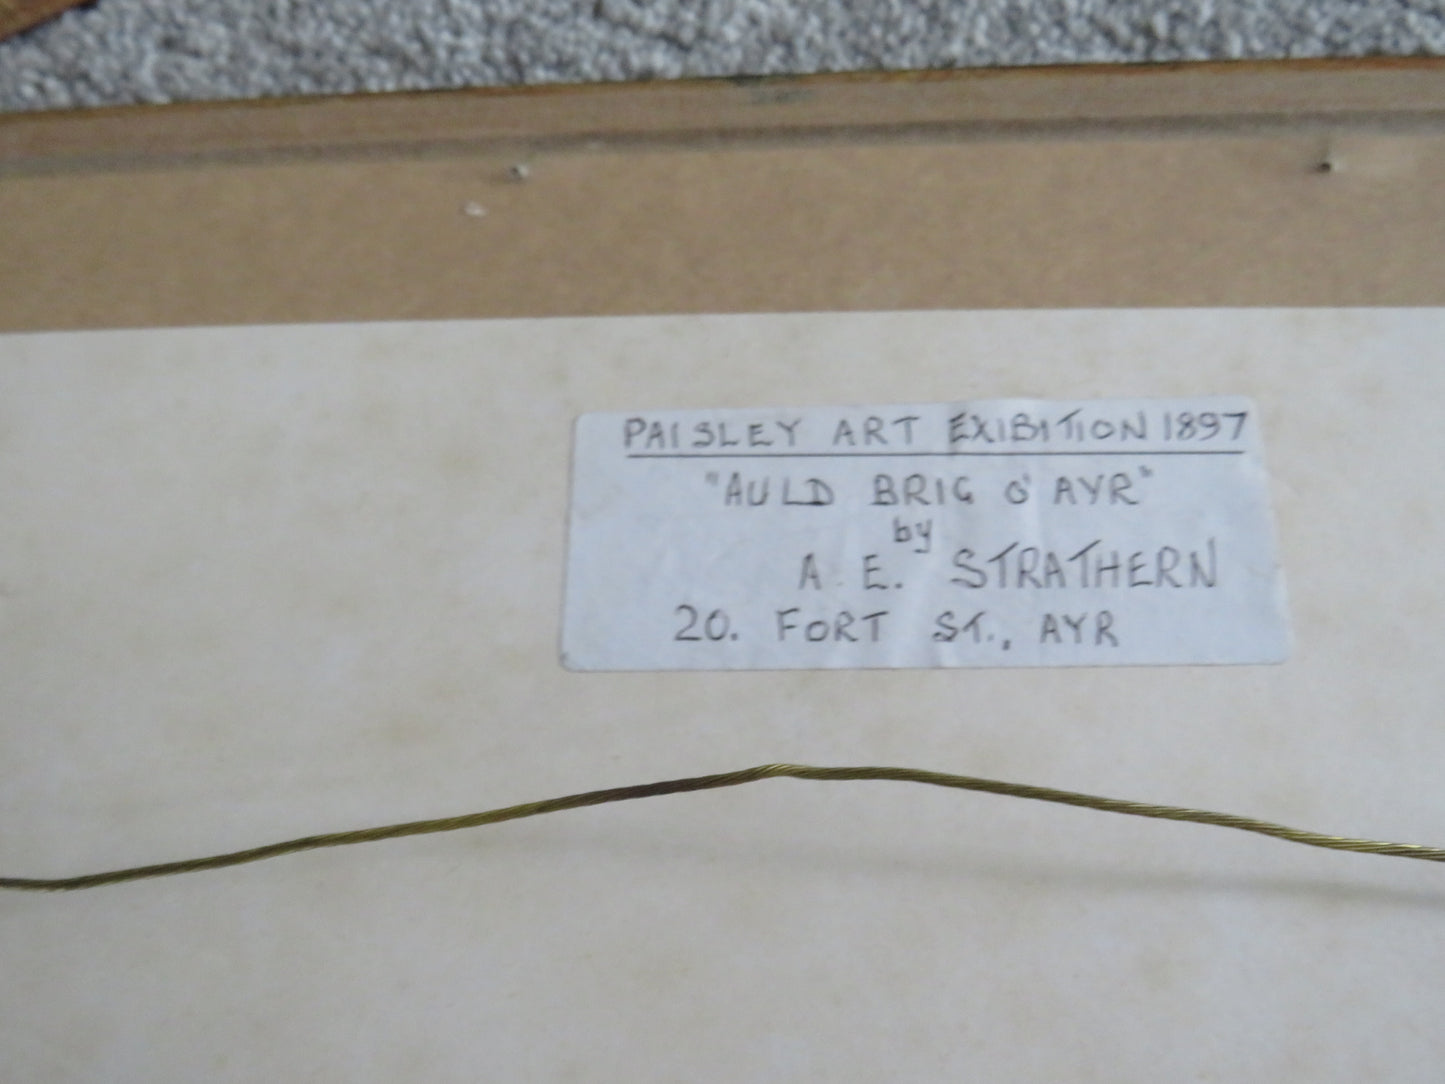 PAISLEY ART EXIBITION 1897
"AULD BRIG O' AYR"
by
A. E. STRATHERN
20. FORT ST., AYR